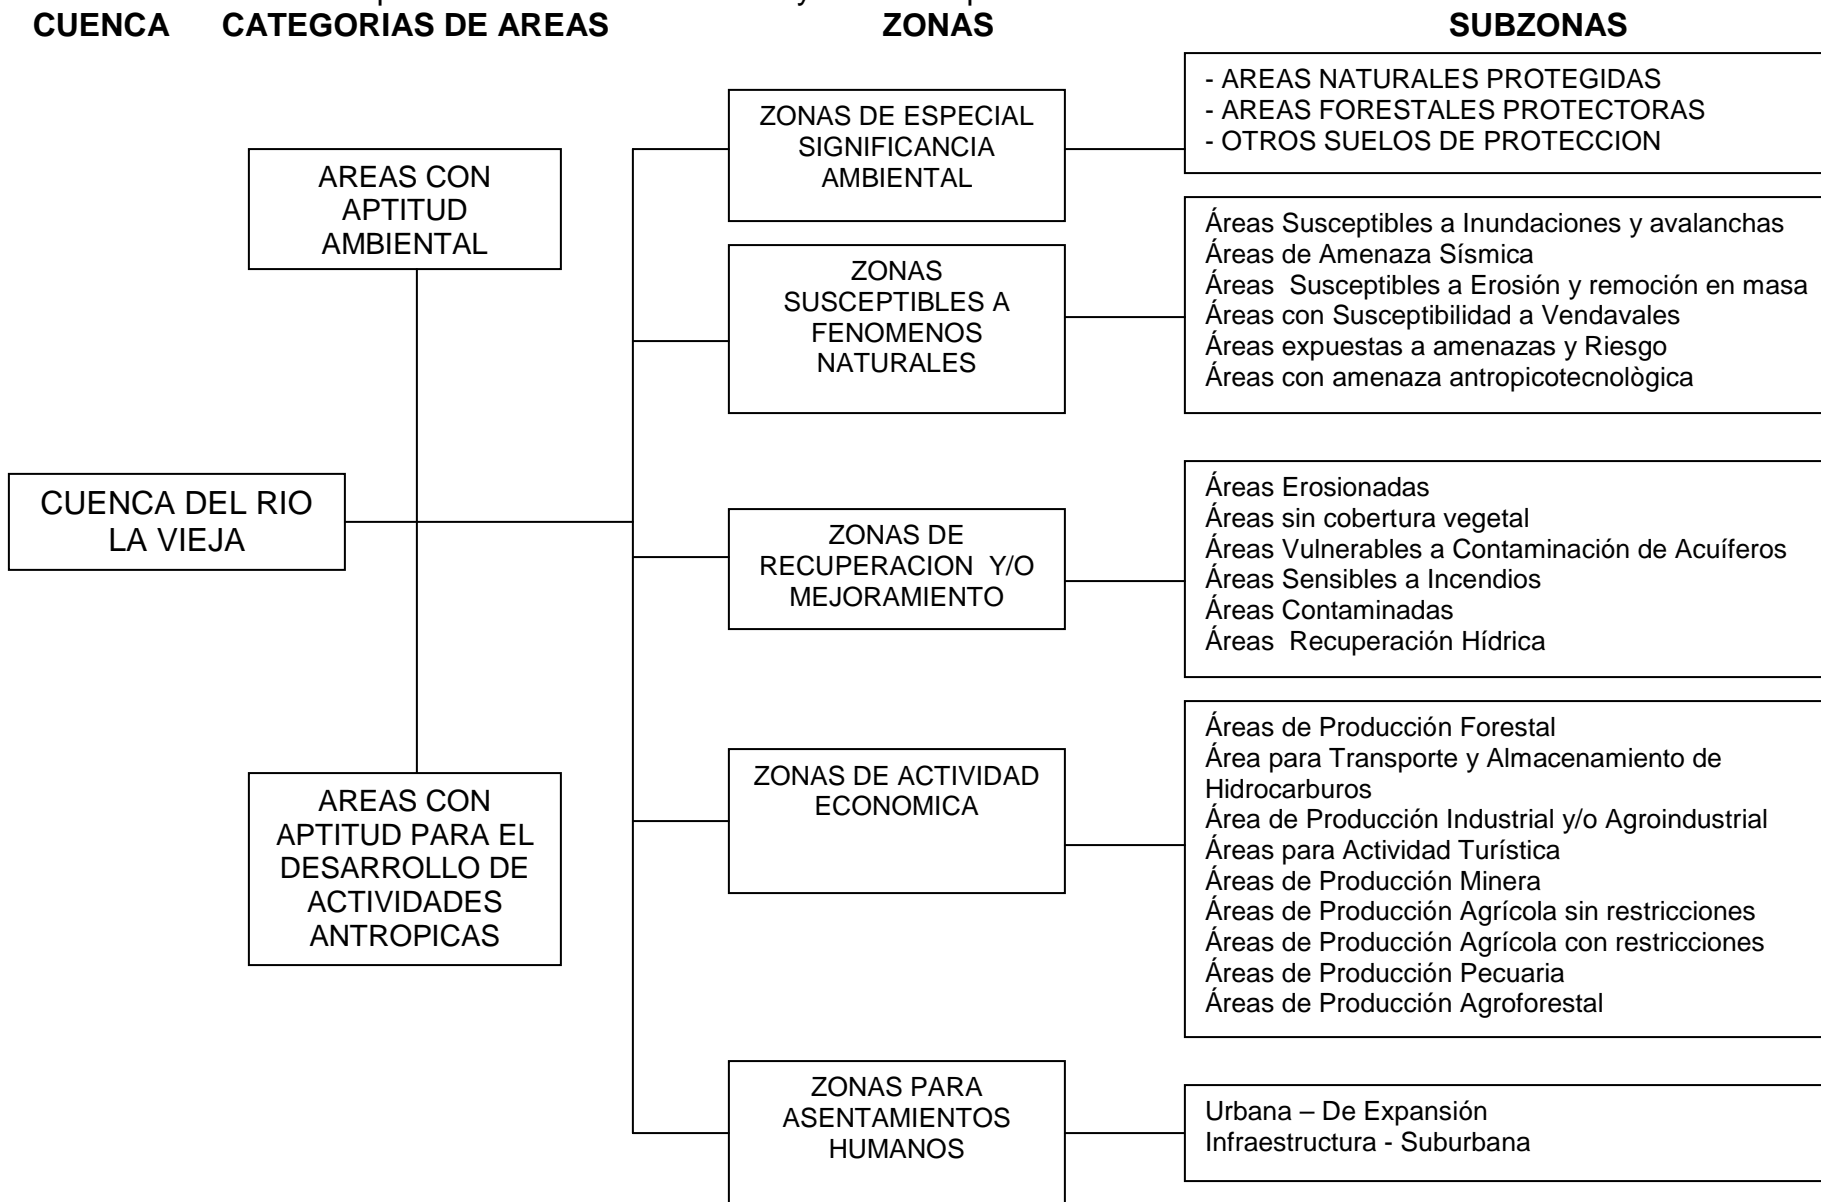 CUENCA CATEGORIAS DE AREAS ZONAS SUBZONAS
CUENCA DEL RIO
LA VIEJA
AREAS CON
APTITUD
AMBIENTAL
AREAS CON
APTITUD PARA EL
DESARROLLO DE
ACTIVIDADES
ANTROPICAS
ZONAS DE ESPECIAL
SIGNIFICANCIA
AMBIENTAL
- AREAS NATURALES PROTEGIDAS
- AREAS FORESTALES PROTECTORAS
- OTROS SUELOS DE PROTECCION
ZONAS
SUSCEPTIBLES A
FENOMENOS
NATURALES
Áreas Susceptibles a Inundaciones y avalanchas
Áreas de Amenaza Sísmica
Áreas  Susceptibles a Erosión y remoción en masa
Áreas con Susceptibilidad a Vendavales
Áreas expuestas a amenazas y Riesgo
Áreas con amenaza antropicotecnològica
ZONAS DE
RECUPERACION  Y/O
MEJORAMIENTO
Áreas Erosionadas
Áreas sin cobertura vegetal
Áreas Vulnerables a Contaminación de Acuíferos
Áreas Sensibles a Incendios
Áreas Contaminadas
Áreas  Recuperación Hídrica
ZONAS DE ACTIVIDAD
ECONOMICA
Áreas de Producción Forestal
Área para Transporte y Almacenamiento de
Hidrocarburos
Área de Producción Industrial y/o Agroindustrial
Áreas para Actividad Turística
Áreas de Producción Minera
Áreas de Producción Agrícola sin restricciones
Áreas de Producción Agrícola con restricciones
Áreas de Producción Pecuaria
Áreas de Producción Agroforestal
ZONAS PARA
ASENTAMIENTOS
HUMANOS
Urbana – De Expansión
Infraestructura - Suburbana